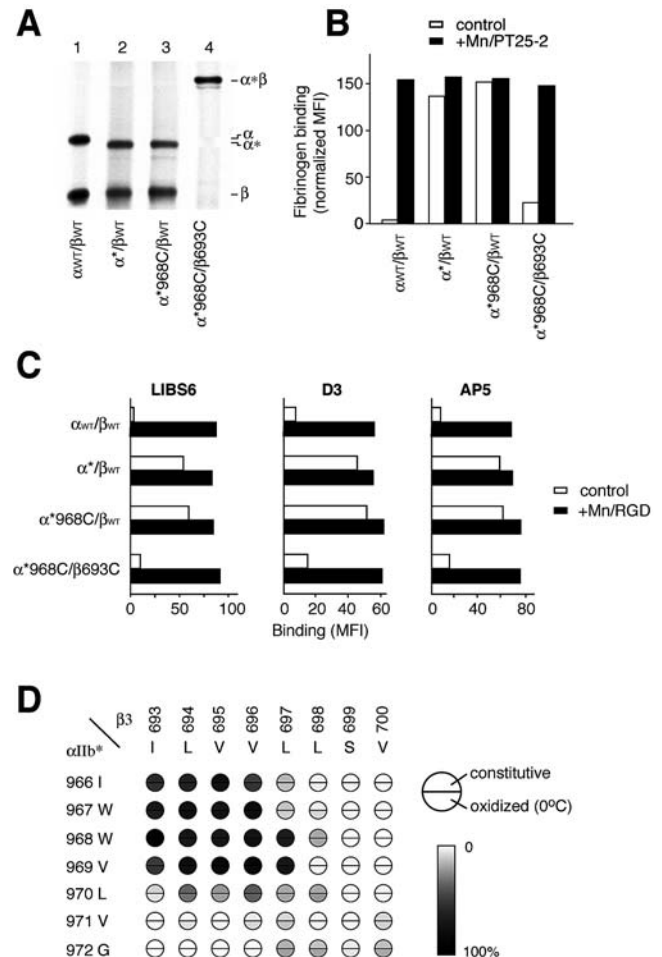 A
1 2 3 4
α*β
α
α*
β
αWT/βWT
α*/βWT
α*968C/βWT
α*968C/β693C
B
control
+Mn/PT25-2
Fibrinogen binding
(normalized MFI)
150
100
50
0
αWT/βWT
α*/βWT
α*968C/βWT
α*968C/β693C
C
LIBS6 D3 AP5
αWT/βWT
α*/βWT
α*968C/βWT
α*968C/β693C
control
+Mn/RGD
0 50 100 0 20 40 60 0 40 80
Binding (MFI)
D
β3 693 694 695 696 697 698 699 700
αIIb* I L V V L L S V
966 I
967 W
968 W
969 V
970 L
971 V
972 G
constitutive
oxidized (0°C)
0
100%